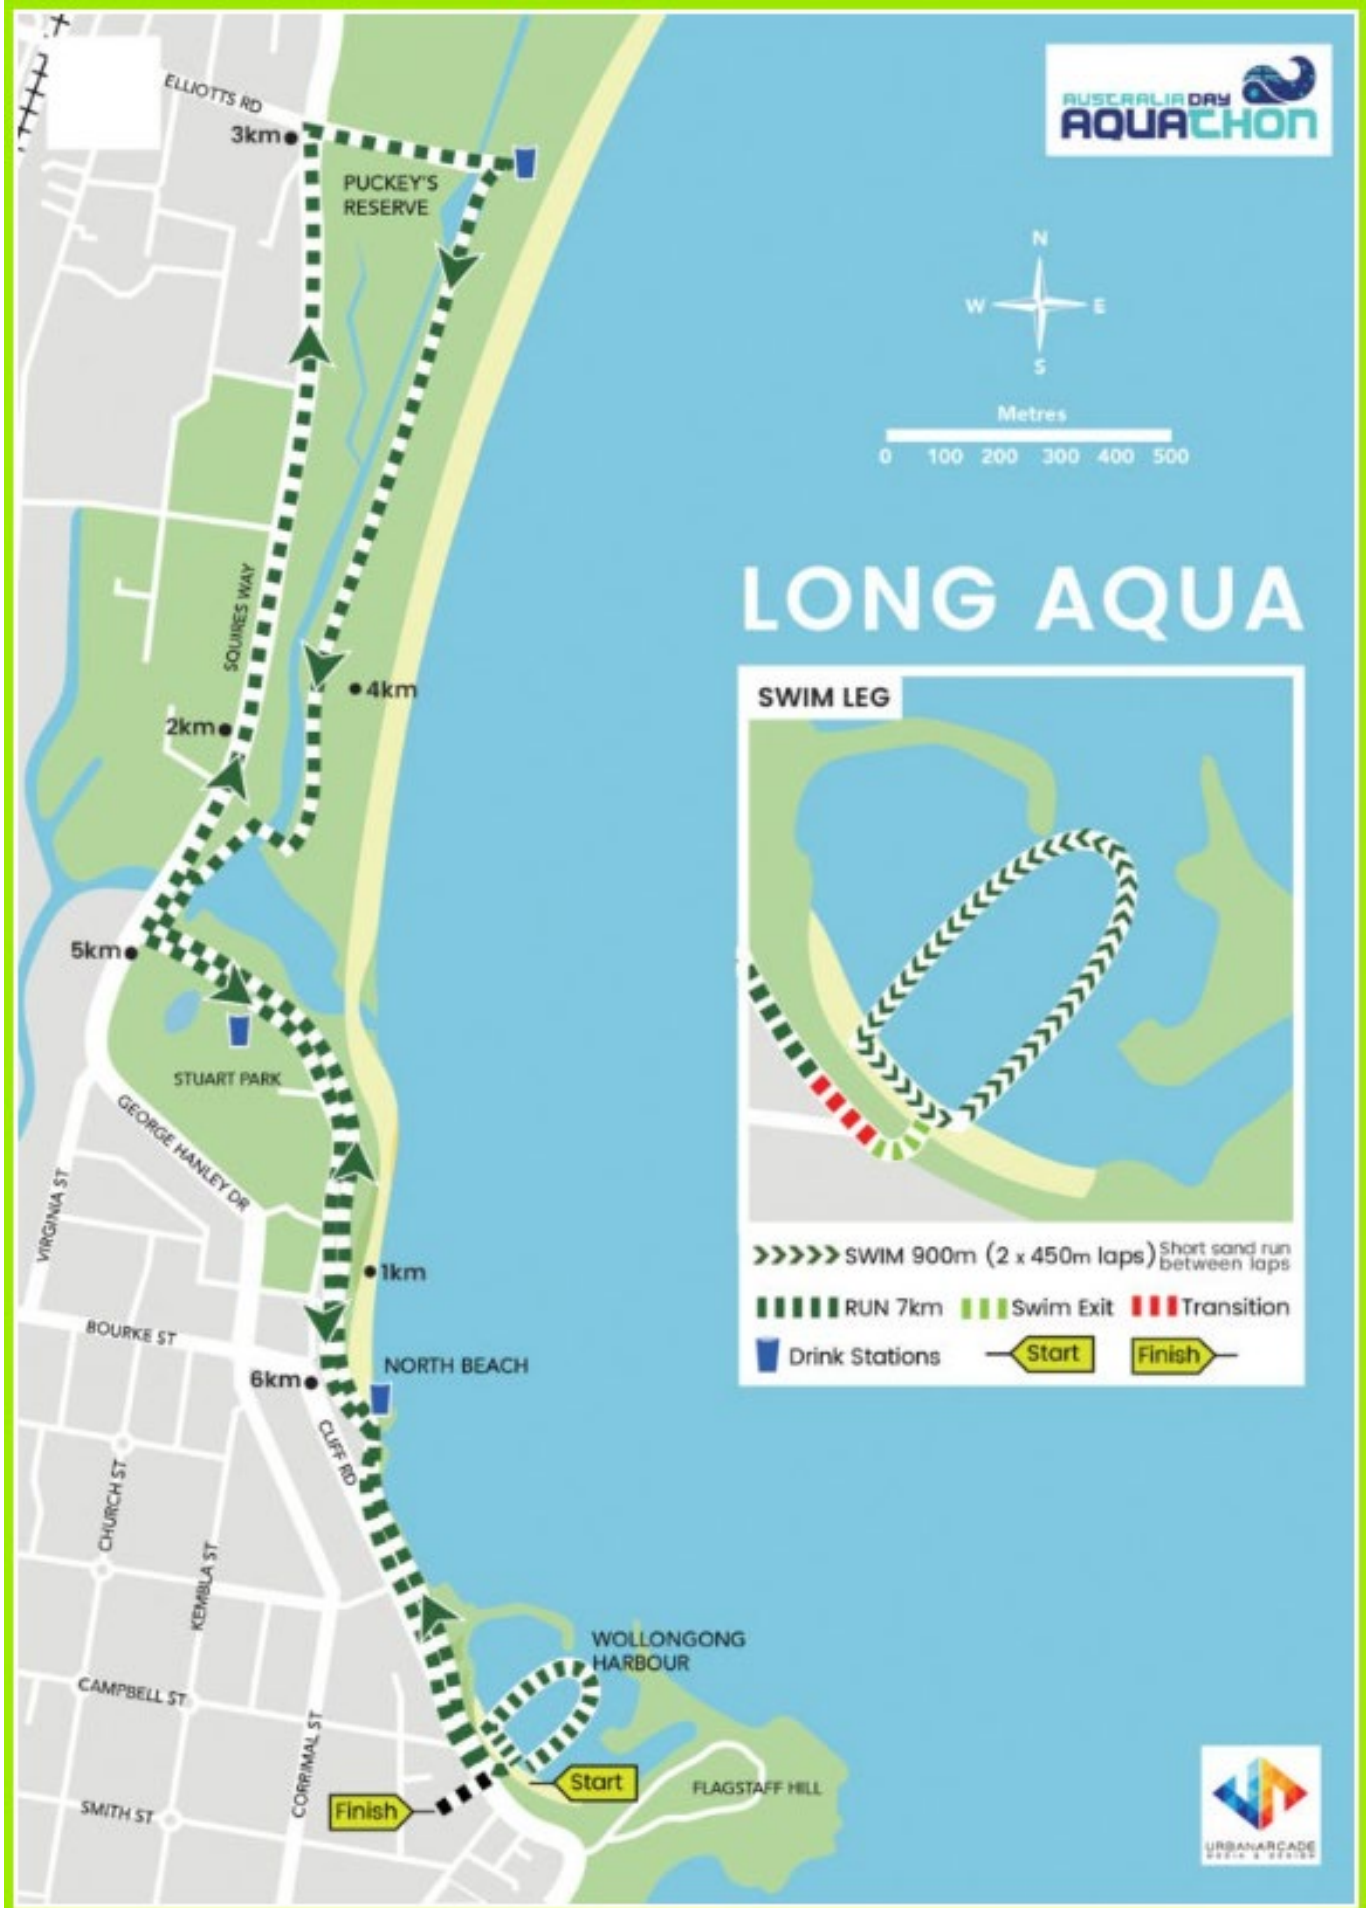 ELLIOTTS RD
3km
PUCKEY'S
RESERVE
AUSTRALIA DAY
AQUATHON
N
W
E
S
Metres
0 100 200 300 400 500
LONG AQUA
SQUIRES WAY
4km
2km
5km
STUART PARK
GEORGE HANLEY DR
VIRGINIA ST
1km
BOURKE ST
NORTH BEACH
6km
CLIFF RD
CHURCH ST
KEMBLA ST
WOLLONGONG
HARBOUR
CAMPBELL ST
CORRIMAL ST
Start
FLAGSTAFF HILL
SMITH ST
Finish
SWIM LEG
SWIM 900m (2 x 450m laps) Short sand run
between laps
RUN 7km Swim Exit Transition
Drink Stations Start Finish
URBANARCADE
MEDIA & DESIGN